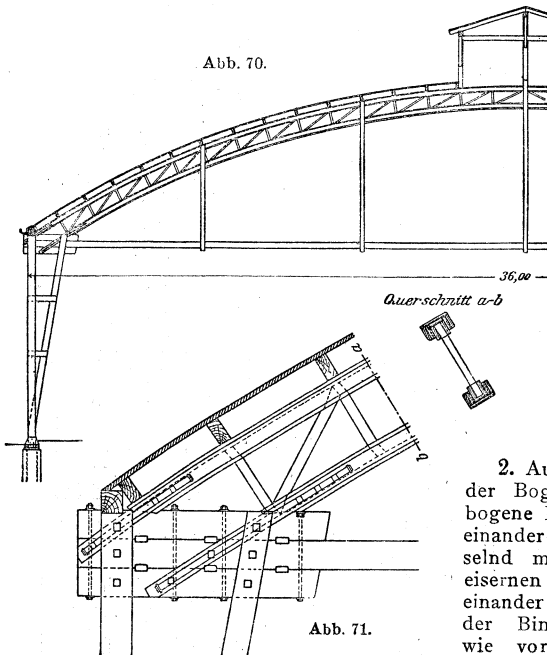 Abb. 70.
36,00
Querschnitt a-b
a
b
2. Au
der Bog
bogene
einander
selnd m
eisernen
einander
der Bin
wie vor
Abb. 71.